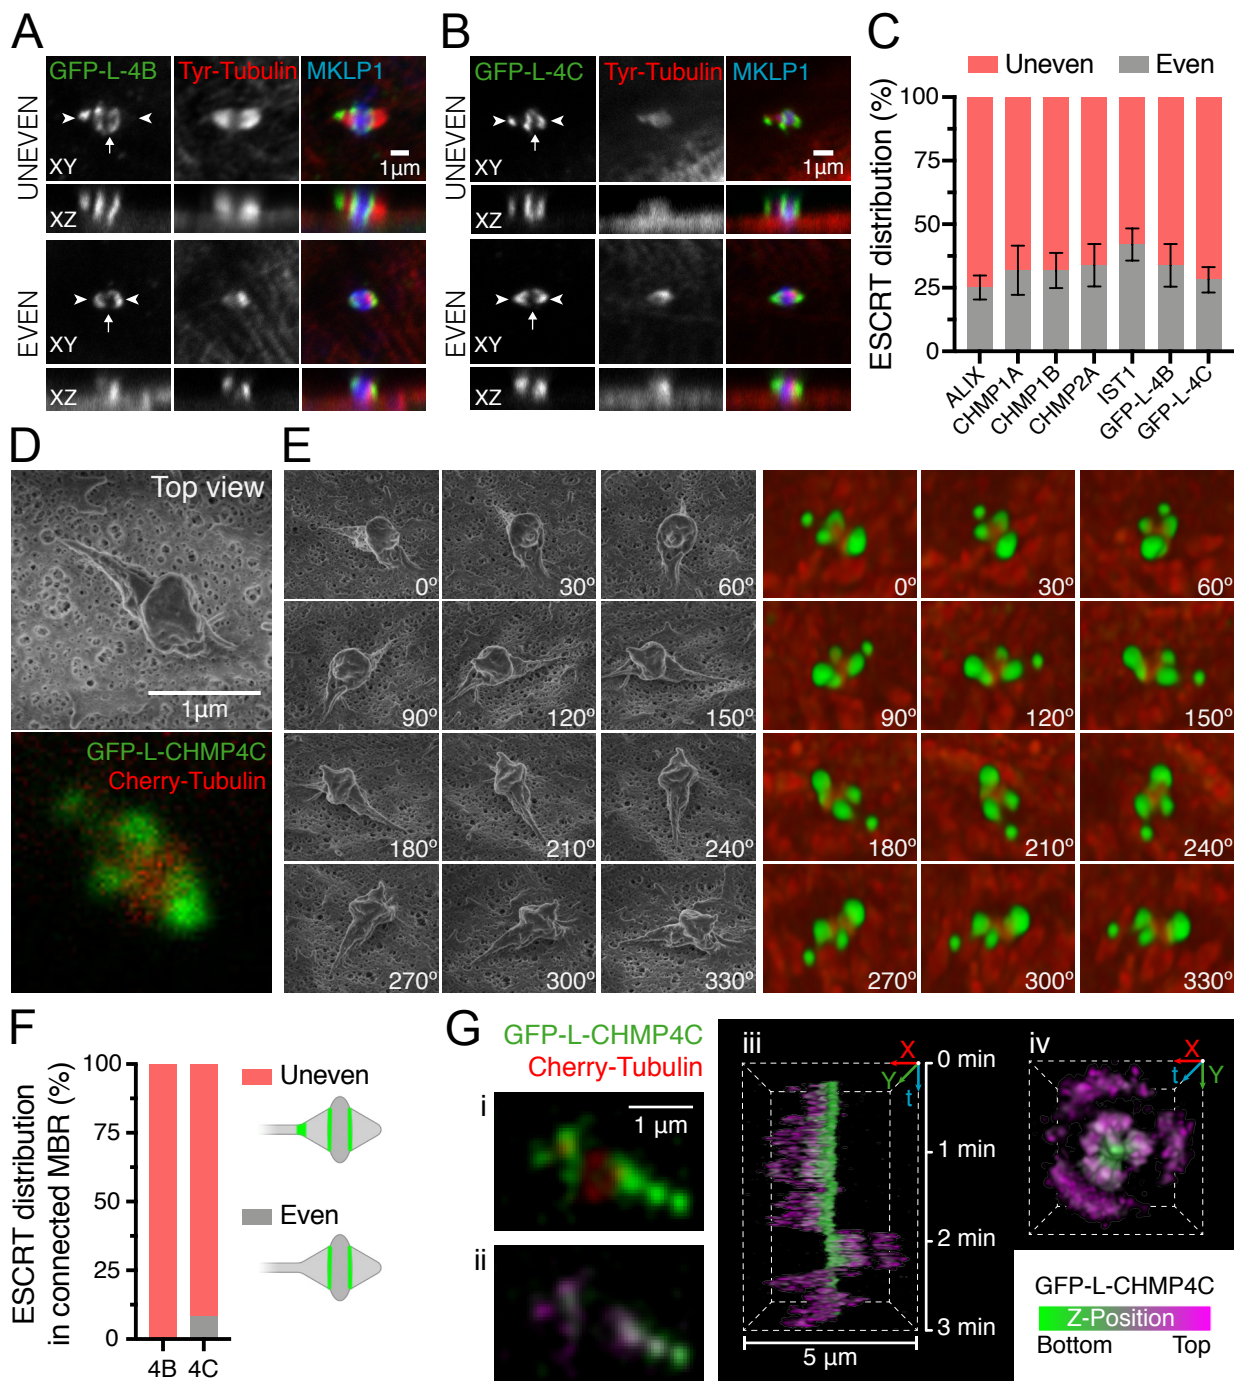 A
GFP-L-4B
Tyr-Tubulin
MKLP1
UNEVEN
XY
1µm
XZ
EVEN
XY
XZ
B
GFP-L-4C
Tyr-Tubulin
MKLP1
UNEVEN
XY
1µm
XZ
EVEN
XY
XZ
C
Uneven
Even
ESCRT distribution (%)
100
75
50
25
0
ALIX
CHMP1A
CHMP1B
CHMP2A
IST1
GFP-L-4B
GFP-L-4C
D
Top view
1µm
GFP-L-CHMP4C
Cherry-Tubulin
E
0º 30º 60º
90º 120º 150º
180º 210º 240º
270º 300º 330º
0º 30º 60º
90º 120º 150º
180º 210º 240º
270º 300º 330º
F
ESCRT distribution
in connected MBR (%)
100
75
50
25
0
4B 4C
Uneven
Even
G
GFP-L-CHMP4C
Cherry-Tubulin
i
1 µm
ii
iii
X
Y
t
0 min
1 min
2 min
3 min
5 µm
iv
X
t
Y
GFP-L-CHMP4C
Z-Position
Bottom Top